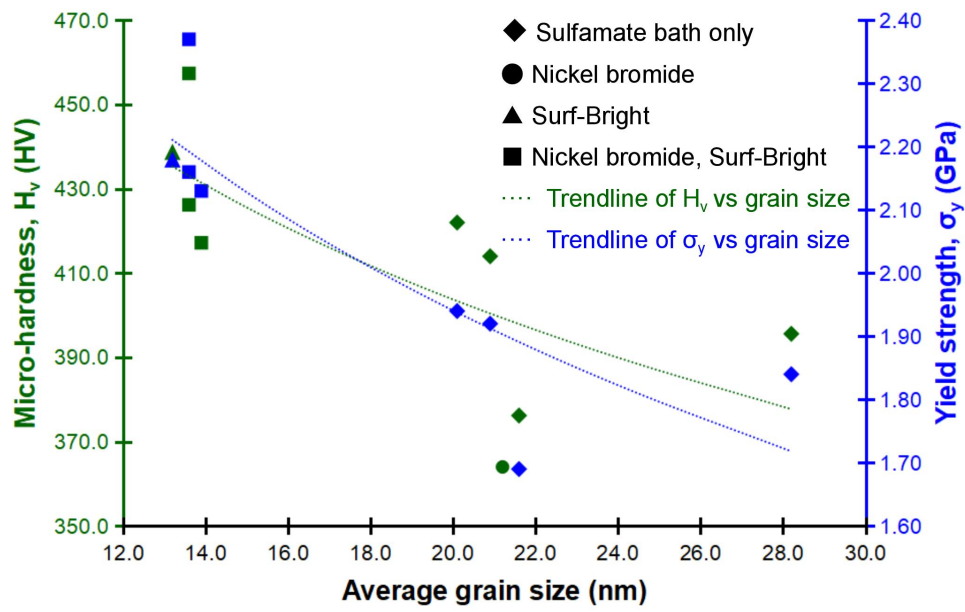 470.0
450.0
430.0
410.0
390.0
370.0
350.0
Micro-hardness, Hv (HV)
Sulfamate bath only
Nickel bromide
Surf-Bright
Nickel bromide, Surf-Bright
Trendline of Hv vs grain size
Trendline of σy vs grain size
2.40
2.30
2.20
2.10
2.00
1.90
1.80
1.70
1.60
Yield strength, σy (GPa)
12.0 14.0 16.0 18.0 20.0 22.0 24.0 26.0 28.0 30.0
Average grain size (nm)